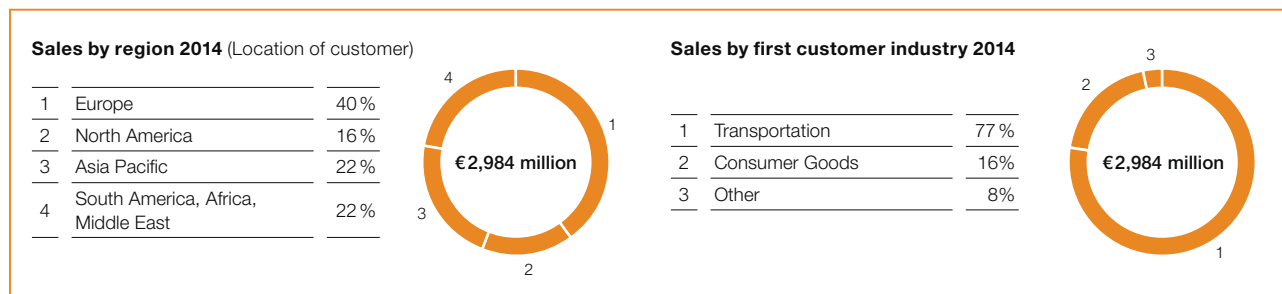 Sales by region 2014 (Location of customer)
1 Europe 40 %
2 North America 16 %
3 Asia Pacific 22 %
4 South America, Africa,
Middle East 22 %
4
1
€ 2,984 million
3
2
Sales by first customer industry 2014
1 Transportation 77 %
2 Consumer Goods 16%
3 Other 8%
3
2
€ 2,984 million
1